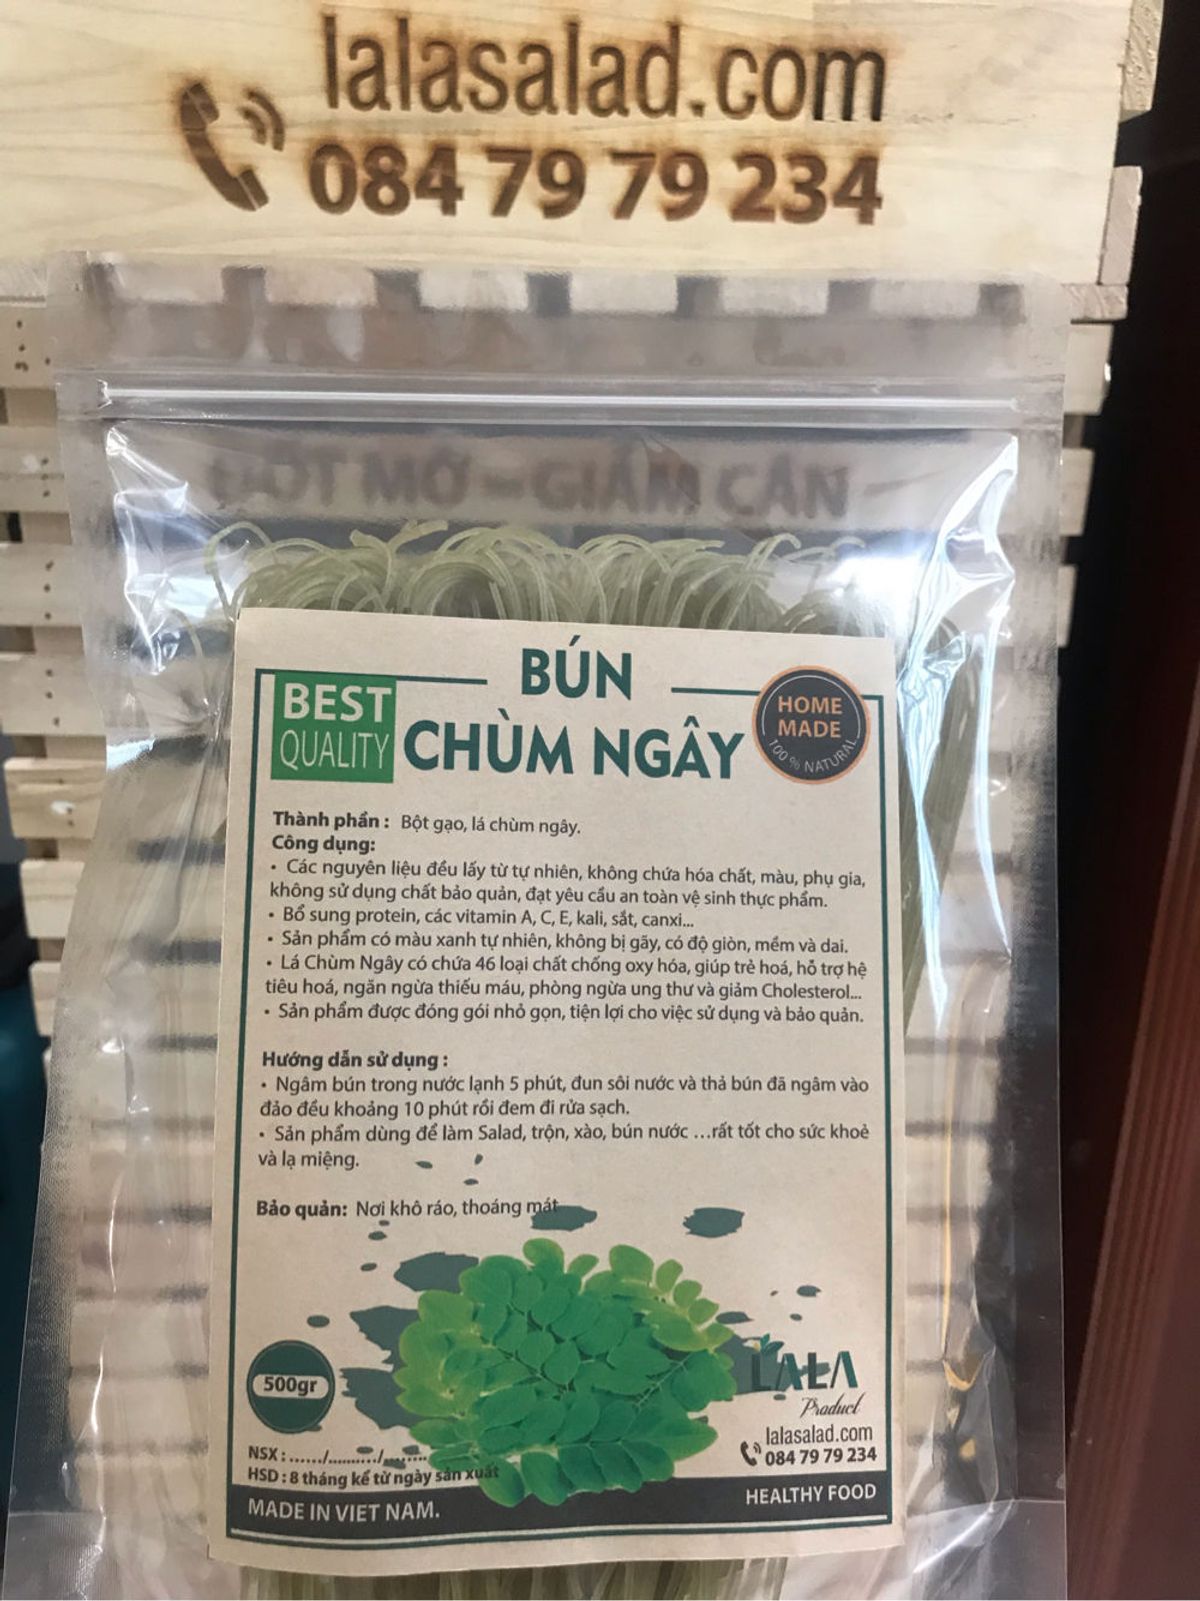 lalasalad.com
084 79 79 234
ĐỐT MỠ - GIẢM CÂN
BÚN
CHÙM NGÂY
BEST
QUALITY
HOME
MADE
100% NATURAL
Thành phần : Bột gạo, lá chùm ngây.
Công dụng:
• Các nguyên liệu đều lấy từ tự nhiên, không chứa hóa chất, màu, phụ gia,
không sử dụng chất bảo quản, đạt yêu cầu an toàn vệ sinh thực phẩm.
• Bổ sung protein, các vitamin A, C, E, kali, sắt, canxi...
• Sản phẩm có màu xanh tự nhiên, không bị gãy, có độ giòn, mềm và dai.
• Lá Chùm Ngây có chứa 46 loại chất chống oxy hóa, giúp trẻ hoá, hỗ trợ hệ
tiêu hoá, ngăn ngừa thiếu máu, phòng ngừa ung thư và giảm Cholesterol...
• Sản phẩm được đóng gói nhỏ gọn, tiện lợi cho việc sử dụng và bảo quản.
Hướng dẫn sử dụng :
• Ngâm bún trong nước lạnh 5 phút, đun sôi nước và thả bún đã ngâm vào
đảo đều khoảng 10 phút rồi đem đi rửa sạch.
• Sản phẩm dùng để làm Salad, trộn, xào, bún nước ...rất tốt cho sức khoẻ
và lạ miệng.
Bảo quản: Nơi khô ráo, thoáng mát
500gr
LALA
Product
lalasalad.com
084 79 79 234
NSX : ....../........../........
HSD : 8 tháng kể từ ngày sản xuất
MADE IN VIET NAM.
HEALTHY FOOD